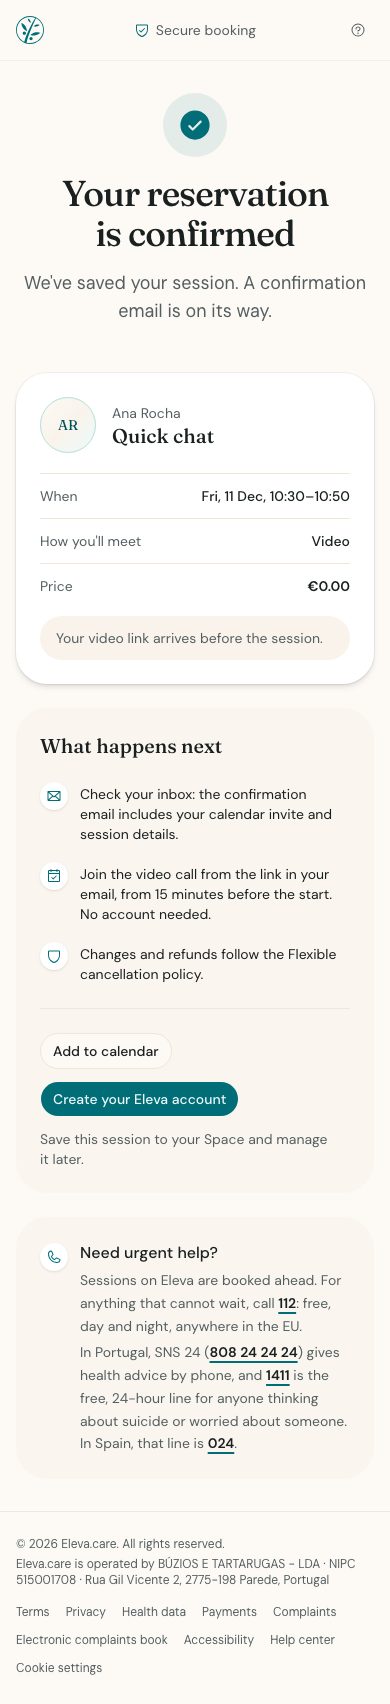 Secure booking
Your reservation
is confirmed
We've saved your session. A confirmation
email is on its way.
AR
Ana Rocha
Quick chat
When
Fri, 11 Dec, 10:30–10:50
How you'll meet
Video
Price
€0.00
Your video link arrives before the session.
What happens next
Check your inbox: the confirmation
email includes your calendar invite and
session details.
Join the video call from the link in your
email, from 15 minutes before the start.
No account needed.
Changes and refunds follow the Flexible
cancellation policy.
Add to calendar
Create your Eleva account
Save this session to your Space and manage
it later.
Need urgent help?
Sessions on Eleva are booked ahead. For
anything that cannot wait, call 112: free,
day and night, anywhere in the EU.
In Portugal, SNS 24 (808 24 24 24) gives
health advice by phone, and 1411 is the
free, 24-hour line for anyone thinking
about suicide or worried about someone.
In Spain, that line is 024.
© 2026 Eleva.care. All rights reserved.
Eleva.care is operated by BÚZIOS E TARTARUGAS - LDA · NIPC
515001708 · Rua Gil Vicente 2, 2775-198 Parede, Portugal
Terms Privacy Health data Payments Complaints
Electronic complaints book Accessibility Help center
Cookie settings